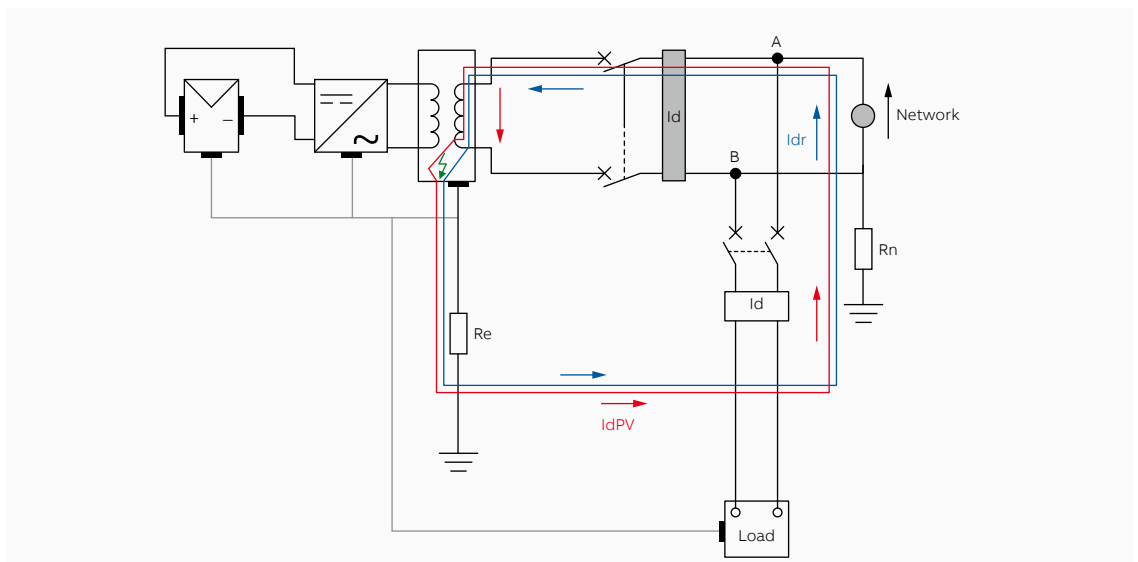 A
+ −
Id
Network
Idr
B
Rn
Id
Re
IdPV
Load